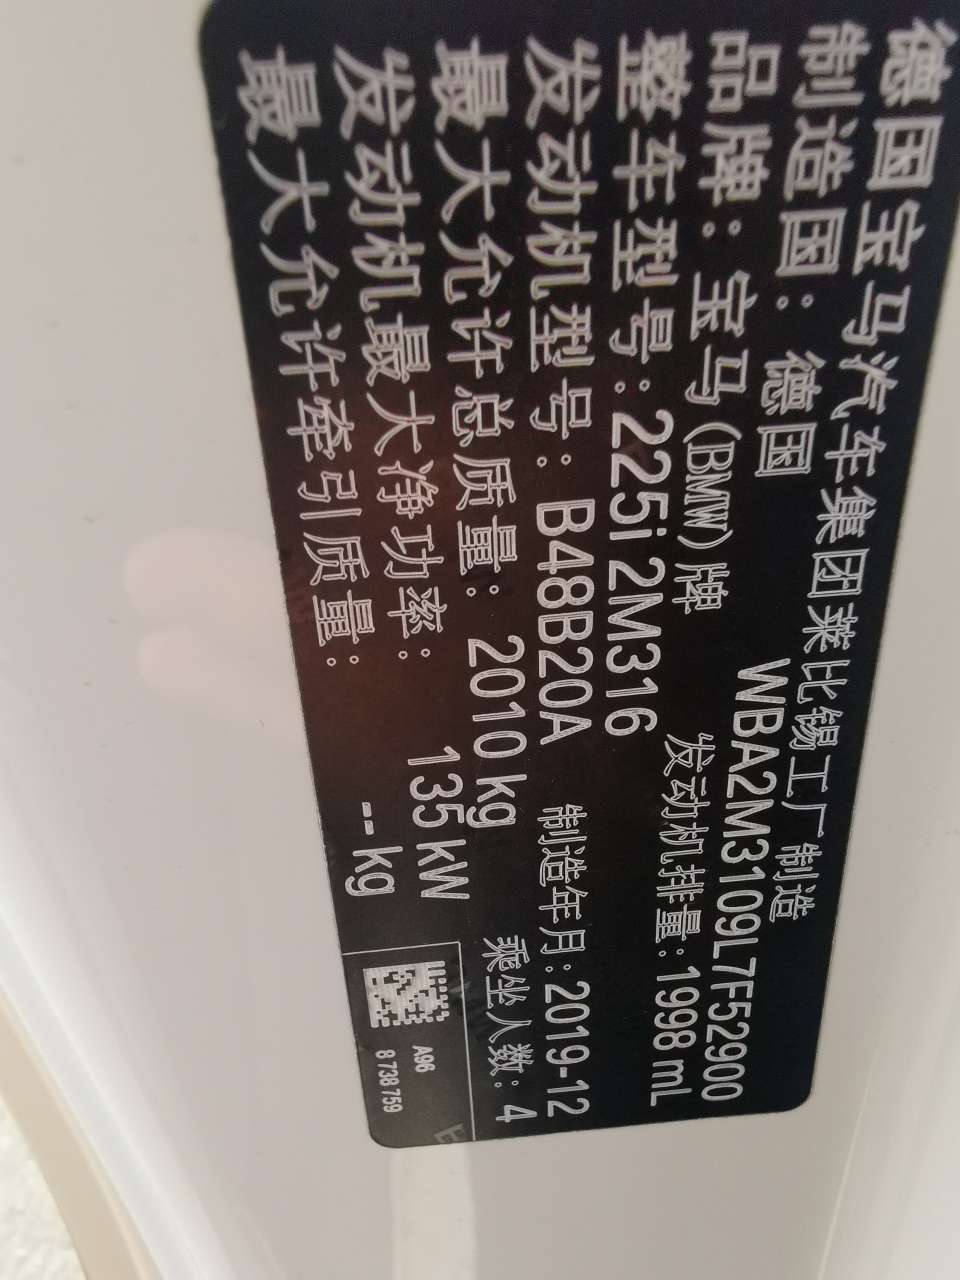 德国宝马汽车集团莱比锡工厂制造
制造国：德国 WBA2M3109L7F52900
品牌：宝马(BMW)牌 发动机排量:1998 mL
整车型号：225i 2M316
发动机型号：B48B20A 制造年月:2019-12
最大允许总质量：2010 kg 乘坐人数：4
发动机最大净功率：135 kW
最大允许牵引质量：-- kg
A96
8 738 759